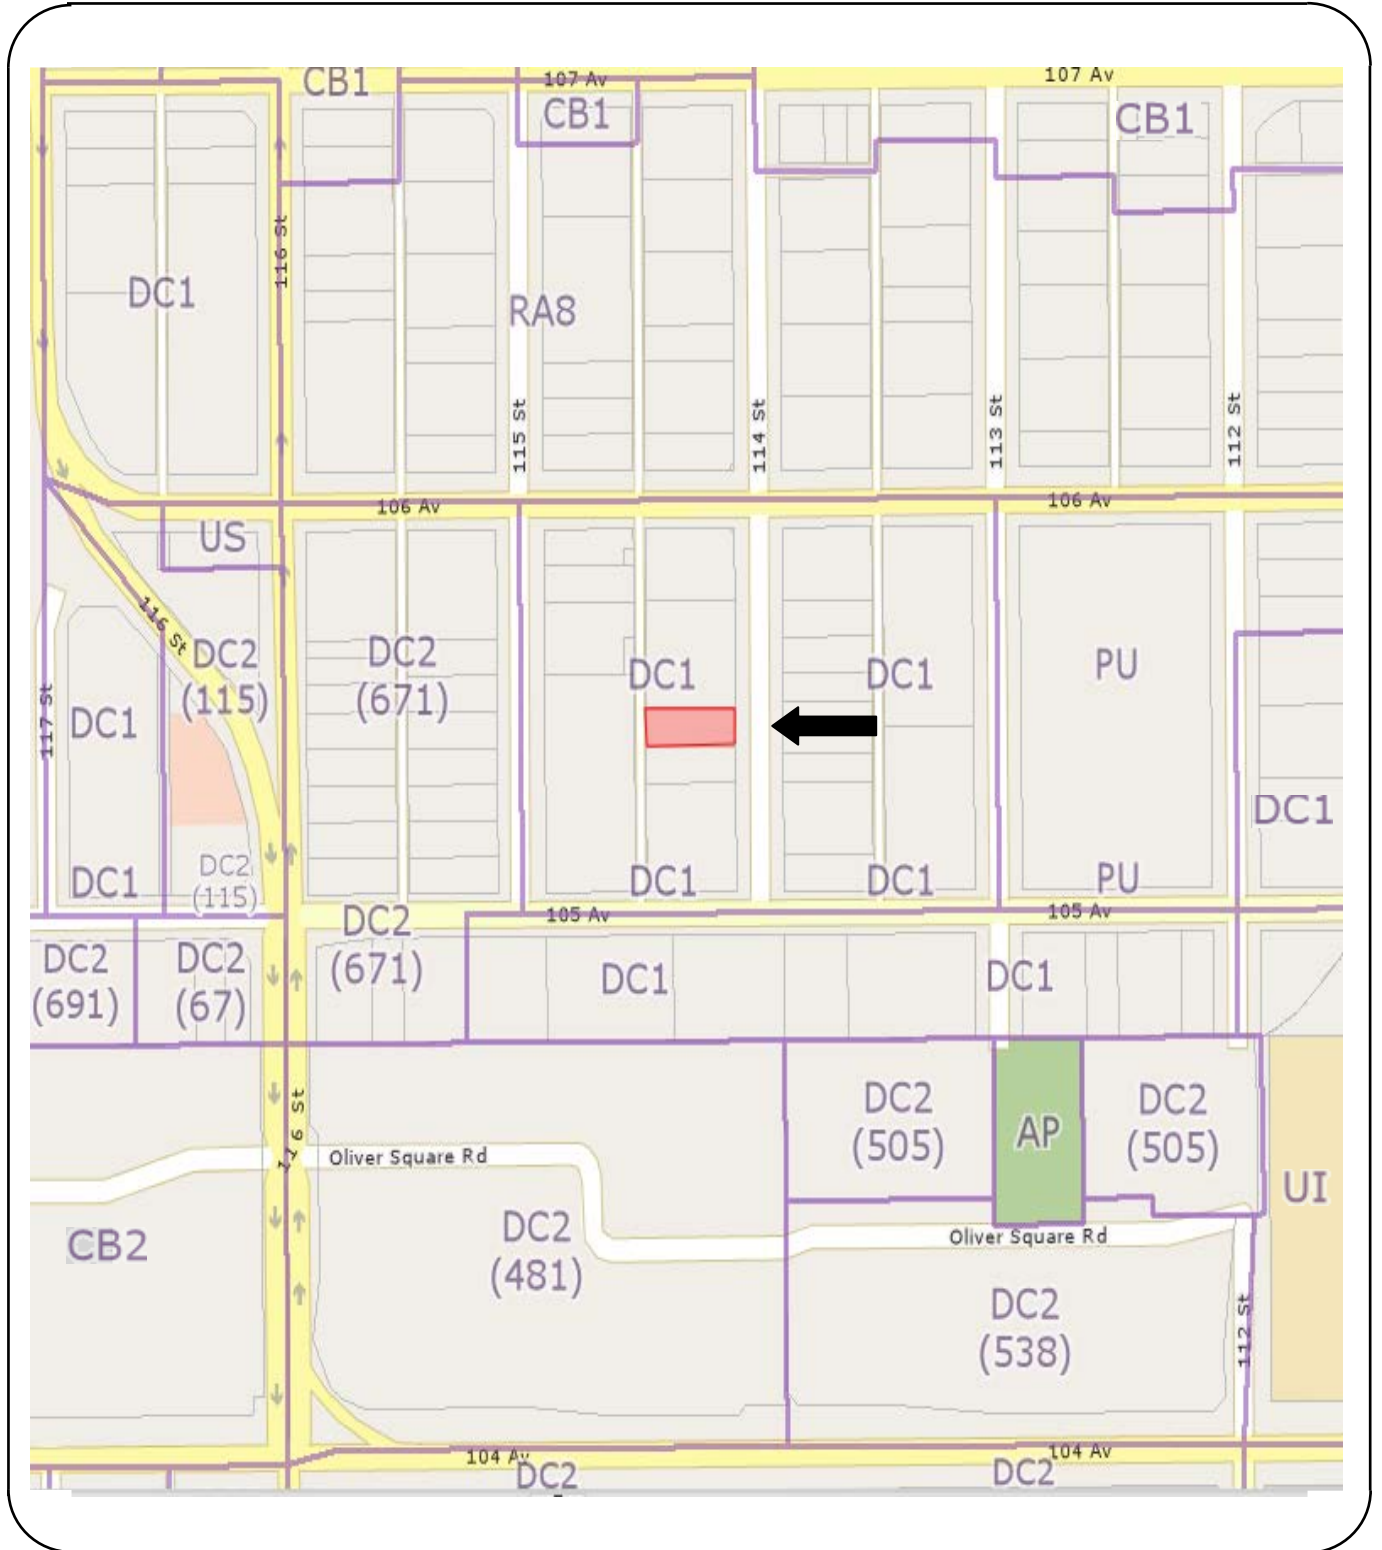 CB1
107 Av
107 Av
CB1
CB1
116 St
DC1
RA8
115 St
114 St
113 St
112 St
106 Av
106 Av
US
116 St
DC2
(115)
DC2
(671)
DC1
DC1
PU
117 St
DC1
DC1
DC1
DC2
(115)
DC1
DC1
PU
105 Av
105 Av
DC2
(671)
DC2
(691)
DC2
(67)
DC1
DC1
DC2
(505)
AP
DC2
(505)
116 St
Oliver Square Rd
UI
CB2
DC2
(481)
Oliver Square Rd
DC2
(538)
112 St
104 Av
104 Av
DC2
DC2